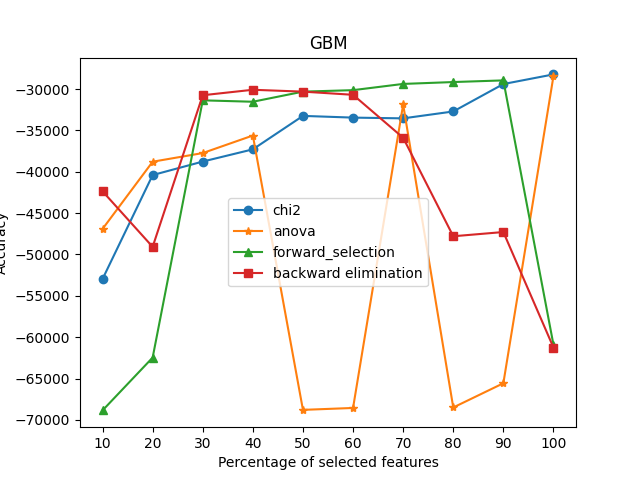 GBM
Accuracy
−30000
−35000
−40000
−45000
−50000
−55000
−60000
−65000
−70000
chi2
anova
forward_selection
backward elimination
10 20 30 40 50 60 70 80 90 100
Percentage of selected features